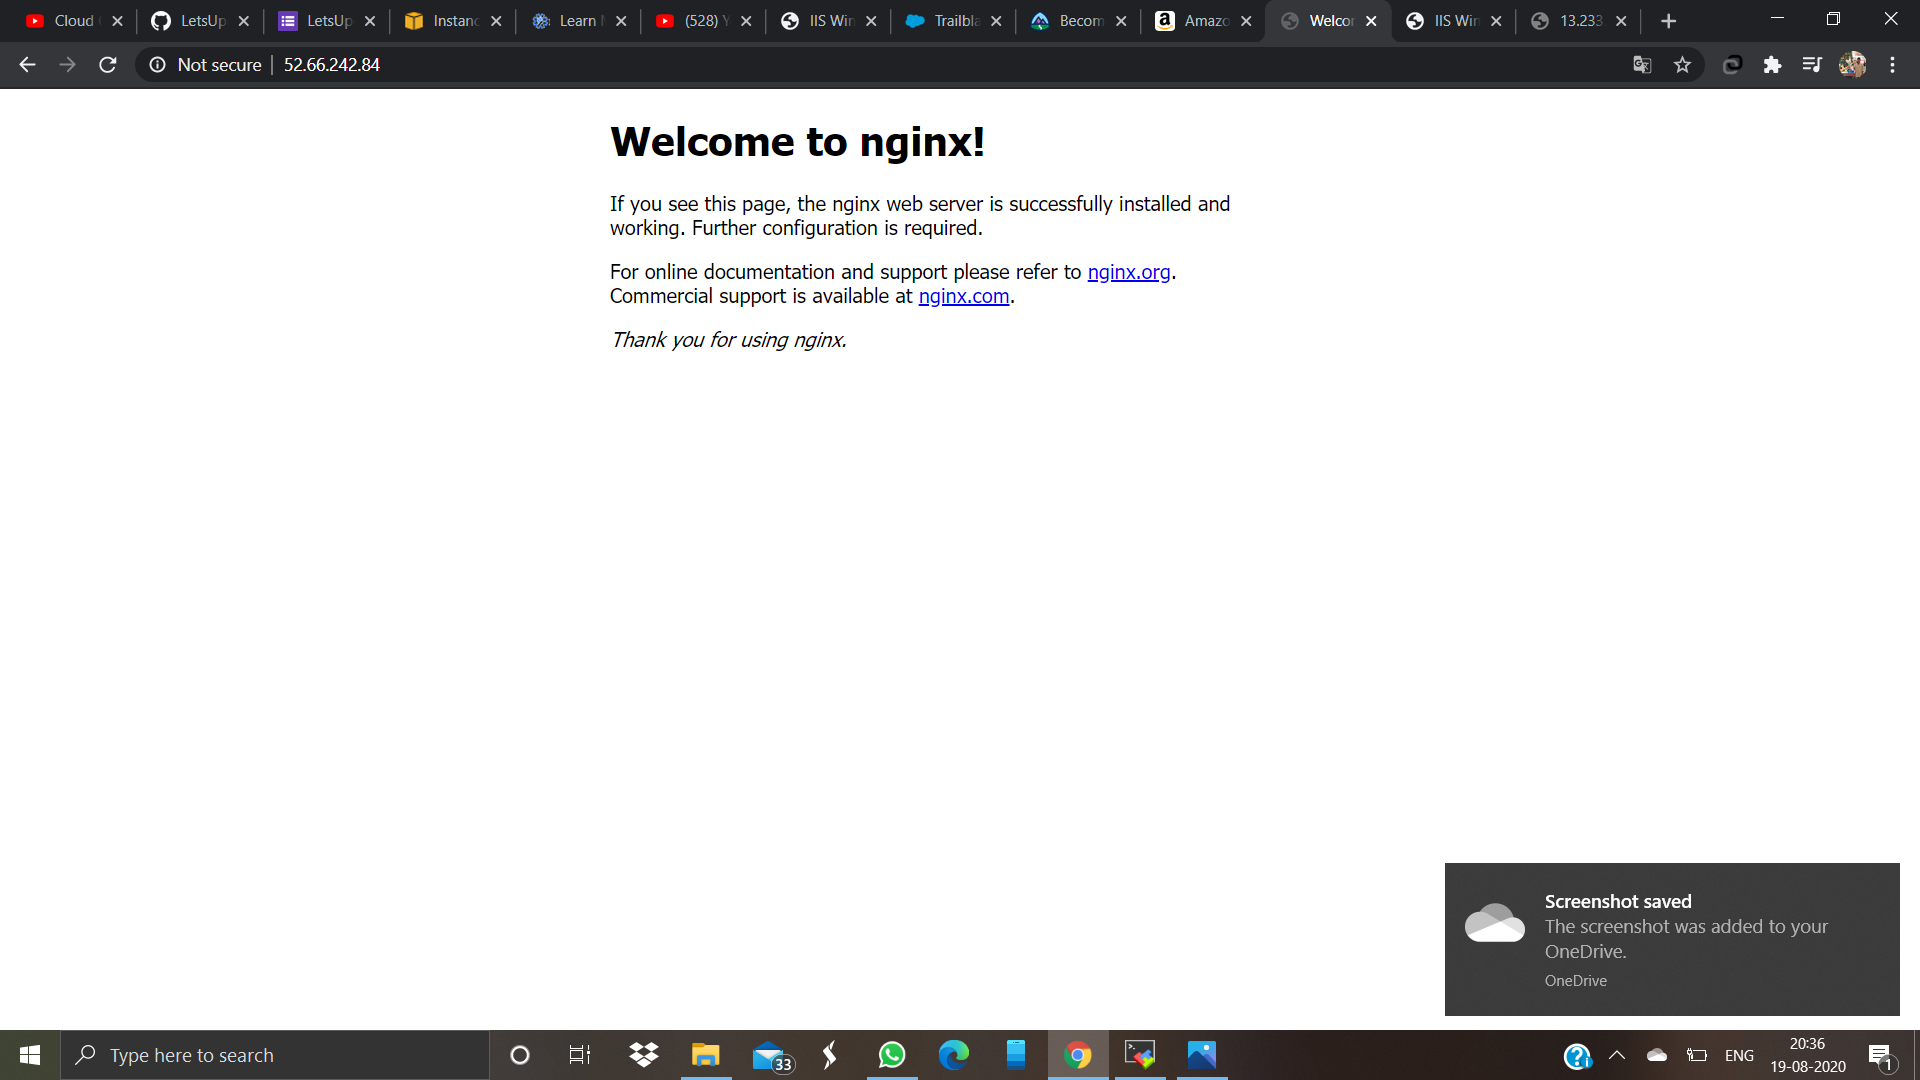 Cloud
LetsUp
LetsUp
Instanc
Learn
(528) Y
IIS Win
Trailbla
Becom
Amazo
Welcor
IIS Win
13.233
Not secure
52.66.242.84
Welcome to nginx!
If you see this page, the nginx web server is successfully installed and
working. Further configuration is required.
For online documentation and support please refer to nginx.org.
Commercial support is available at nginx.com.
Thank you for using nginx.
Screenshot saved
The screenshot was added to your
OneDrive.
OneDrive
Type here to search
33
ENG
20:36
19-08-2020
1